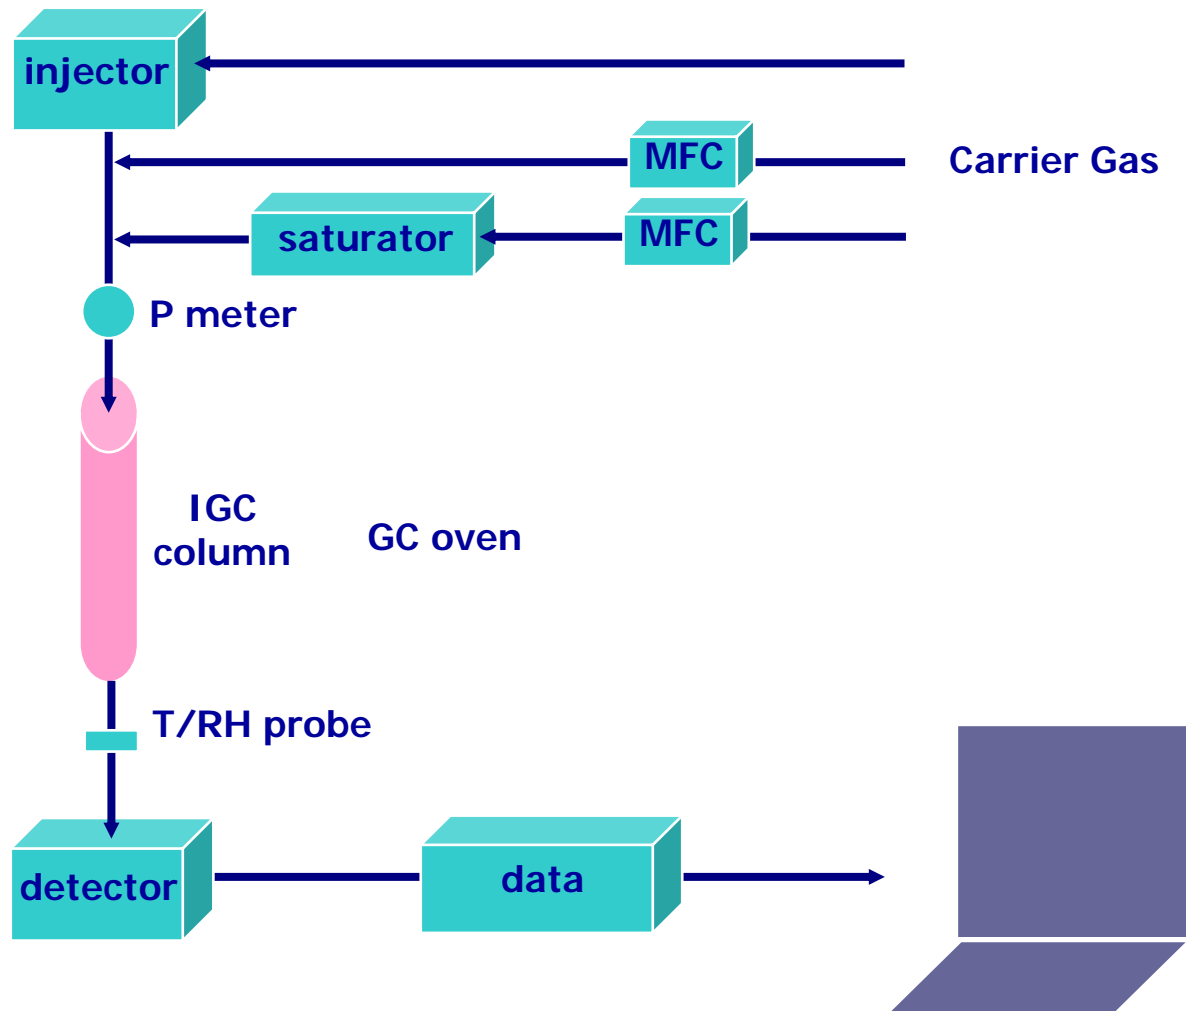 injector
MFC
Carrier Gas
saturator
MFC
P meter
IGC
column
GC oven
T/RH probe
detector
data